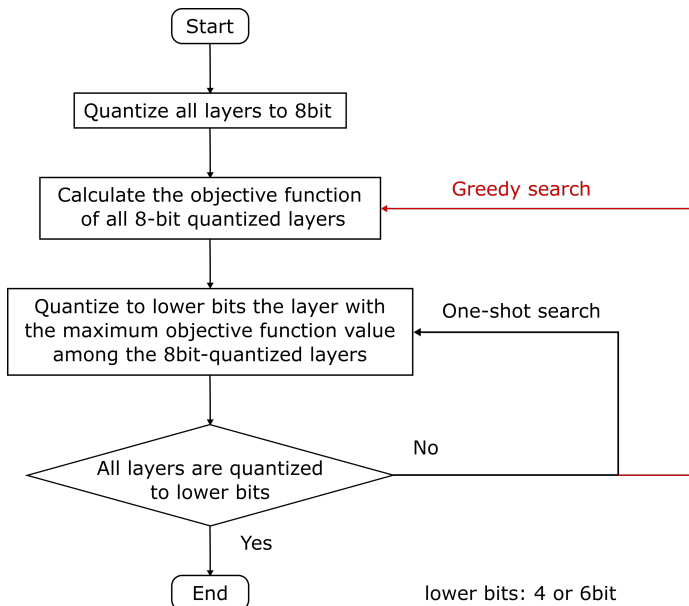 Start
Quantize all layers to 8bit
Calculate the objective function
of all 8-bit quantized layers
Greedy search
Quantize to lower bits the layer with
the maximum objective function value
among the 8bit-quantized layers
One-shot search
All layers are quantized
to lower bits
No
Yes
End
lower bits: 4 or 6bit